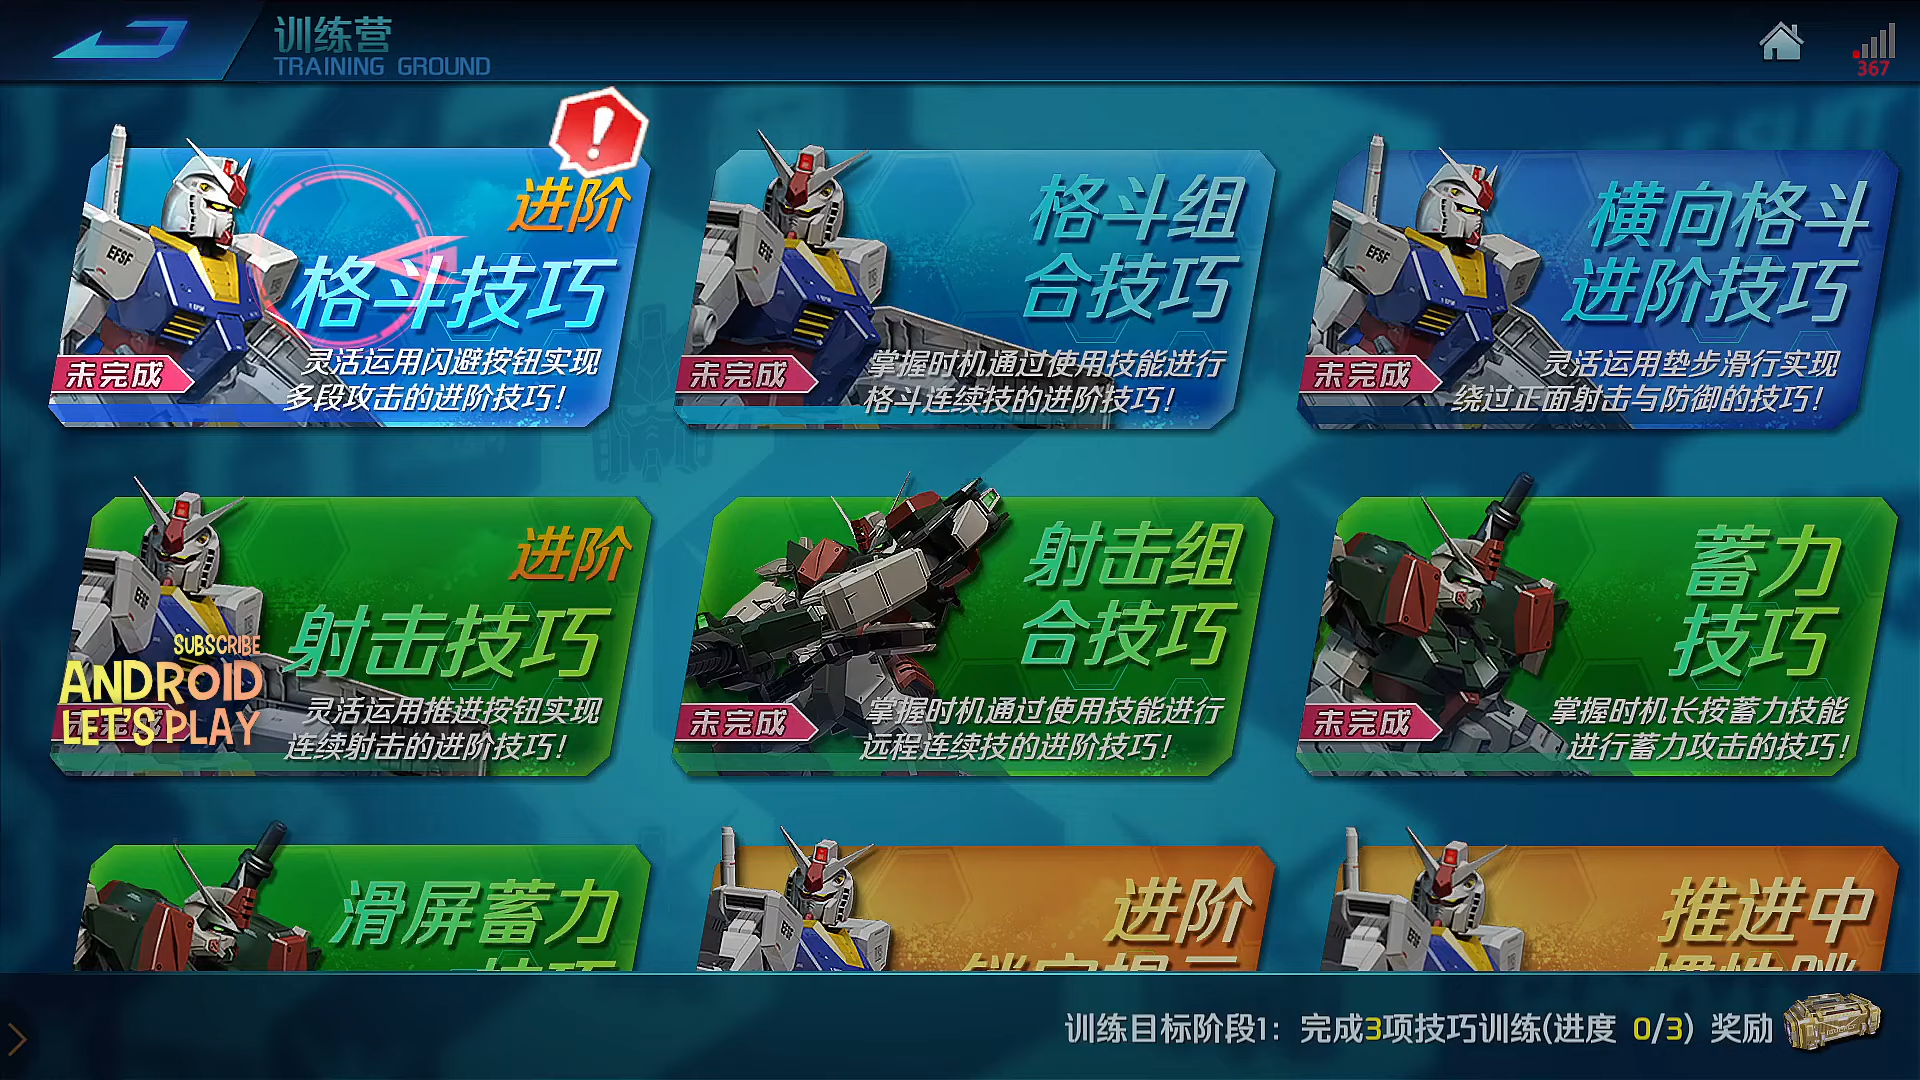 训练营
TRAINING GROUND
367
进阶
格斗技巧
灵活运用闪避按钮实现
多段攻击的进阶技巧!
未完成
EFSF
格斗组
合技巧
掌握时机通过使用技能进行
格斗连续技的进阶技巧!
未完成
EFSF
横向格斗
进阶技巧
灵活运用垫步滑行实现
绕过正面射击与防御的技巧!
未完成
EFSF
进阶
射击技巧
灵活运用推进按钮实现
连续射击的进阶技巧!
未完成
EFSF
SUBSCRIBE
ANDROID
LET'S PLAY
射击组
合技巧
掌握时机通过使用技能进行
远程连续技的进阶技巧!
未完成
蓄力
技巧
掌握时机长按蓄力技能
进行蓄力攻击的技巧!
未完成
滑屏蓄力
技巧
进阶
EFSF
推进中
EFSF
训练目标阶段1: 完成3项技巧训练(进度 0/3) 奖励